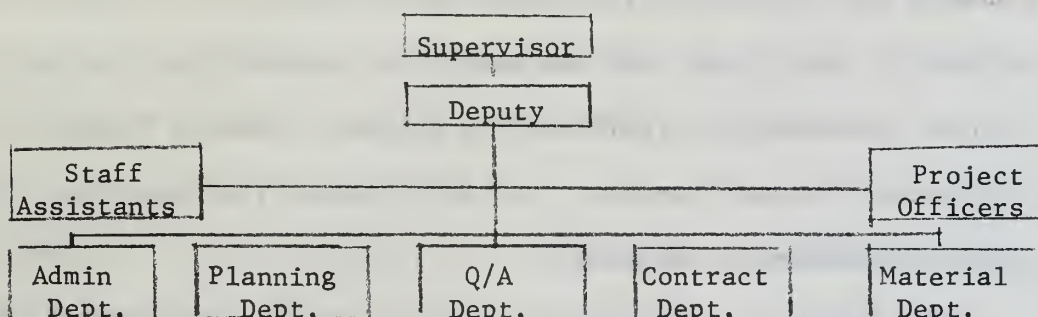 Supervisor
Deputy
Staff
Assistants
Project
Officers
Admin
Dept.
Planning
Dept.
Q/A
Dept.
Contract
Dept.
Material
Dept.